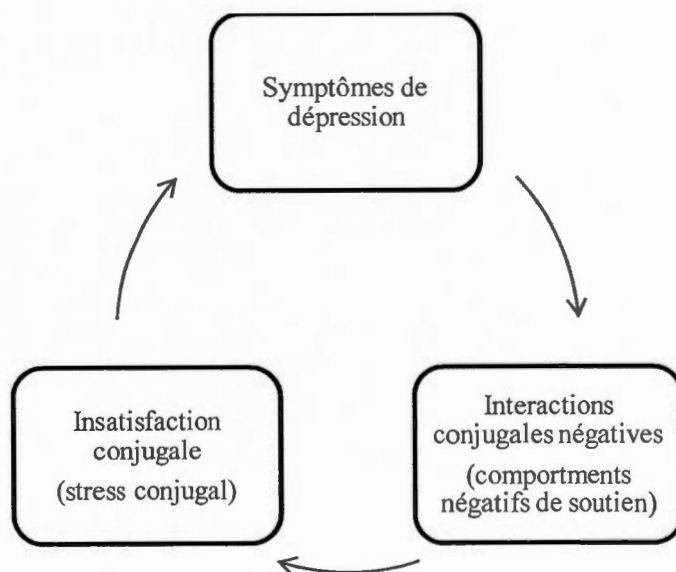 Symptômes de
dépression
Insatisfaction
conjugale
(stress conjugal)
Interactions
conjugales négatives
(comportments
négatifs de soutien)